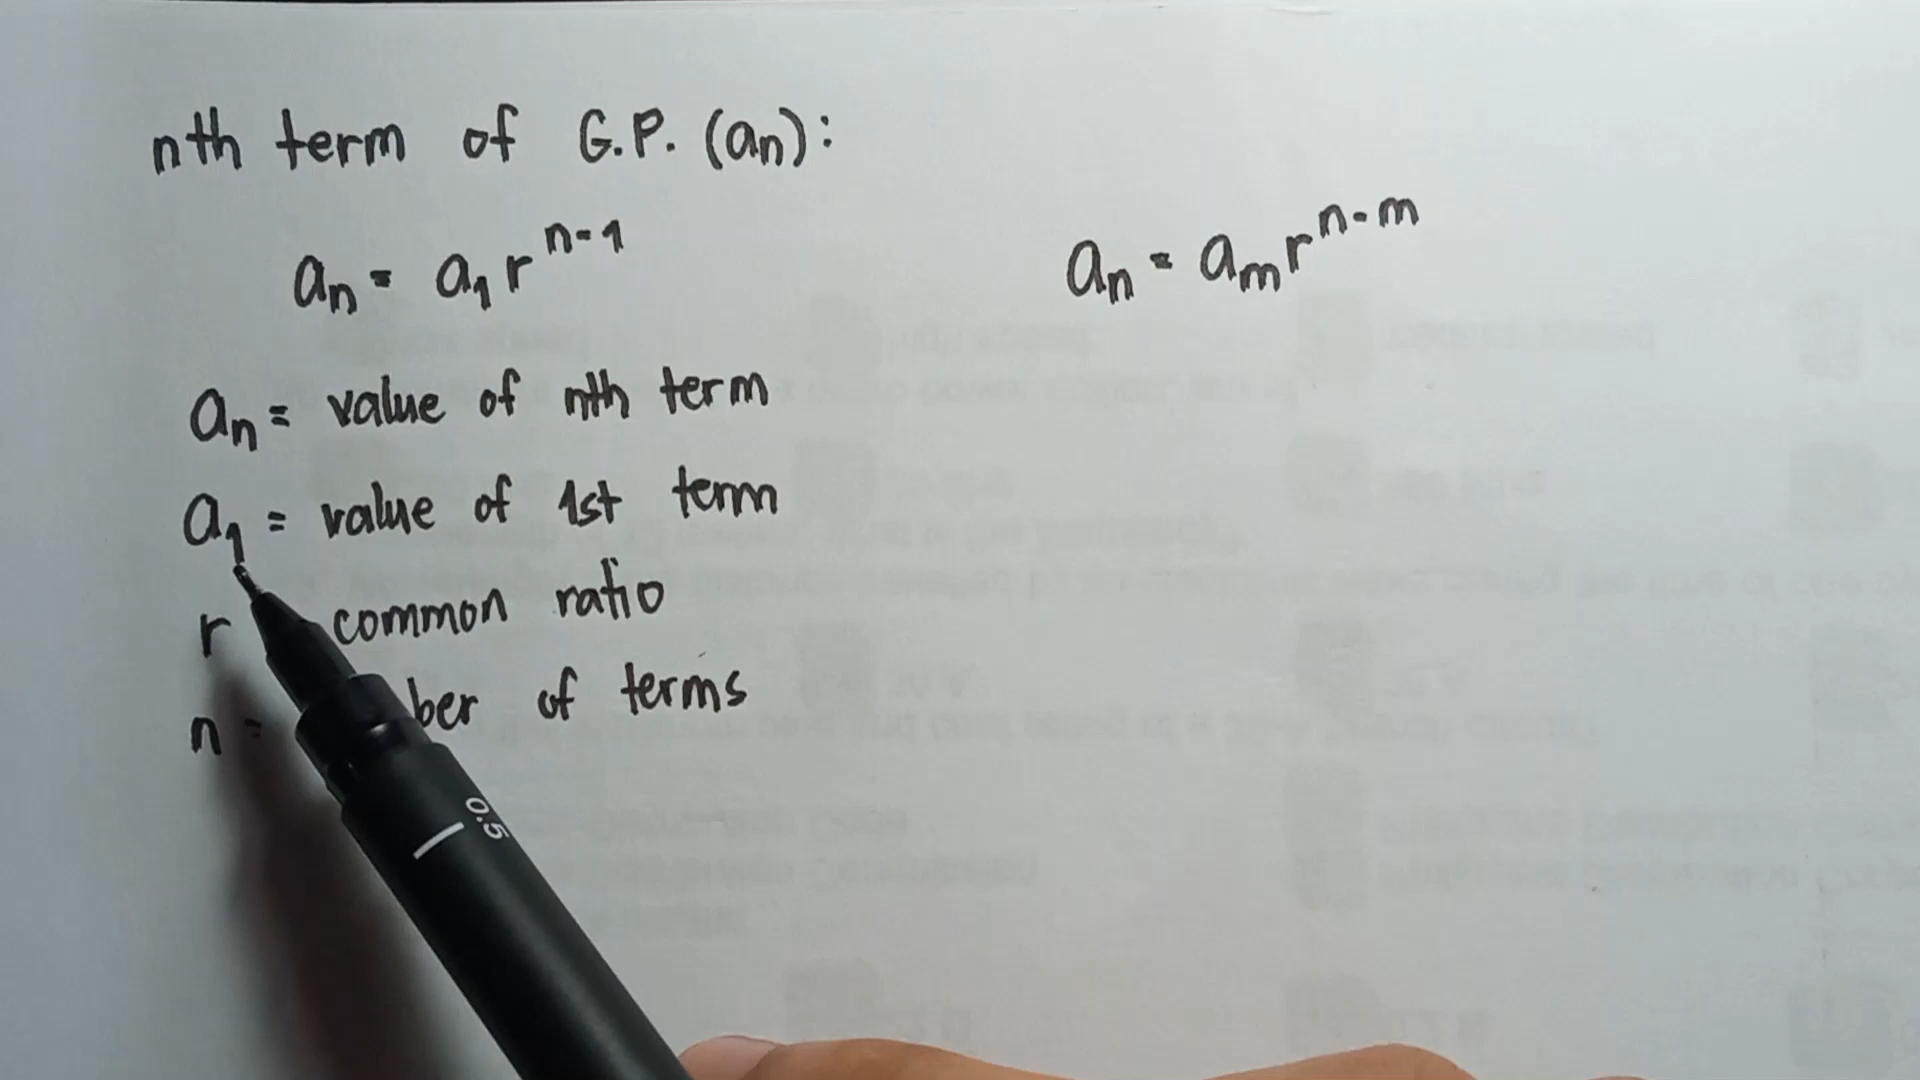 nth term of G.P. (an):
an = a1 r^n-1
an = am r^n-m
an = value of nth term
a1 = value of 1st term
r common ratio
n = ber of terms
0.5